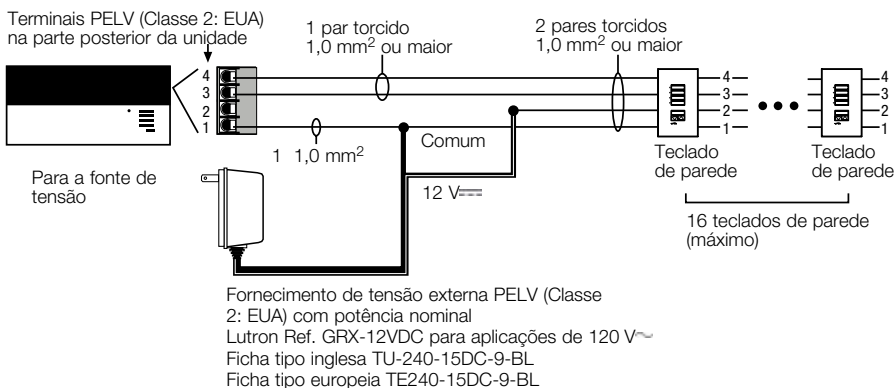 Terminais PELV (Classe 2: EUA)
na parte posterior da unidade
1 par torcido
1,0 mm² ou maior
2 pares torcidos
1,0 mm² ou maior
4
3
2
1
4
3
2
1
4
3
2
1
1 1,0 mm²
Comum
12 V⎓
Para a fonte de
tensão
Teclado
de parede
Teclado
de parede
16 teclados de parede
(máximo)
Fornecimento de tensão externa PELV (Classe
2: EUA) com potência nominal
Lutron Ref. GRX-12VDC para aplicações de 120 V~
Ficha tipo inglesa TU-240-15DC-9-BL
Ficha tipo europeia TE240-15DC-9-BL